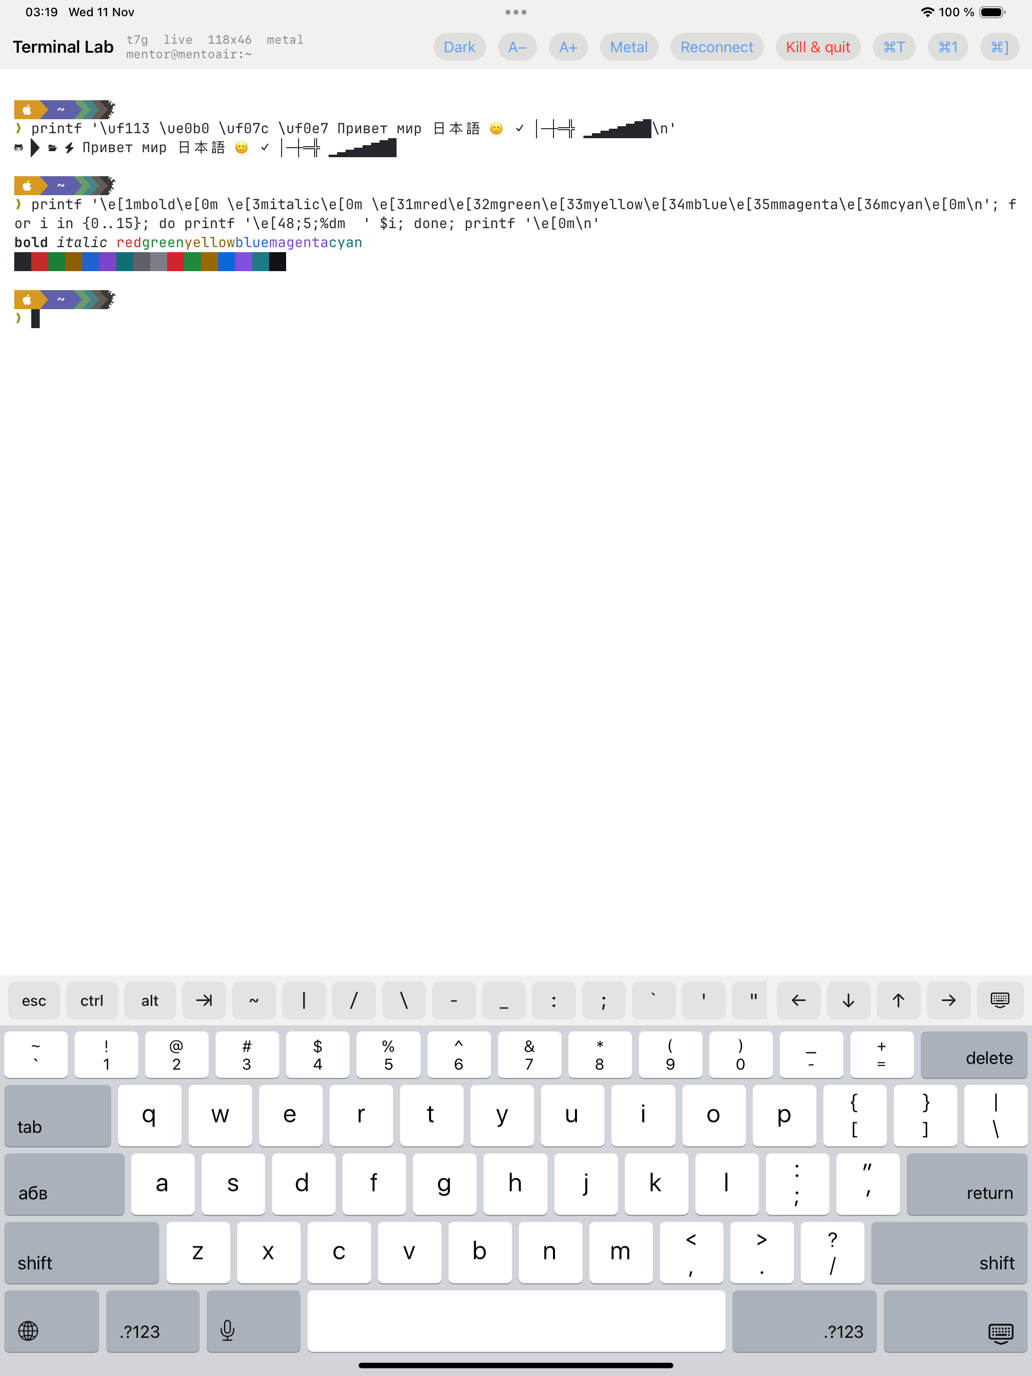 03:19 Wed 11 Nov ••• 100 %
Terminal Lab
t7g live 118x46 metal
mentor@mentoair:~
Dark A– A+ Metal Reconnect Kill & quit ⌘T ⌘1 ⌘]
~
❯ printf '\uf113 \ue0b0 \uf07c \uf0e7 Привет мир 日本語 🙂 ✓ │─┼═╬ ▁▂▃▄▅▆▇█\n'
Привет мир 日本語 🙂 ✓ │─┼═╬ ▁▂▃▄▅▆▇█
~
❯ printf '\e[1mbold\e[0m \e[3mitalic\e[0m \e[31mred\e[32mgreen\e[33myellow\e[34mblue\e[35mmagenta\e[36mcyan\e[0m\n'; f
or i in {0..15}; do printf '\e[48;5;%dm  ' $i; done; printf '\e[0m\n'
bold italic redgreenyellowbluemagentacyan
~
❯
esc ctrl alt ⇥ ~ | / \ - _ : ; ` ' " ← ↓ ↑ →
~ ! @ # $ % ^ & * ( ) _ +
` 1 2 3 4 5 6 7 8 9 0 - = delete
tab q w e r t y u i o p { [ } ] | \
абв a s d f g h j k l : ; " ' return
shift z x c v b n m < , > . ? / shift
.?123 .?123